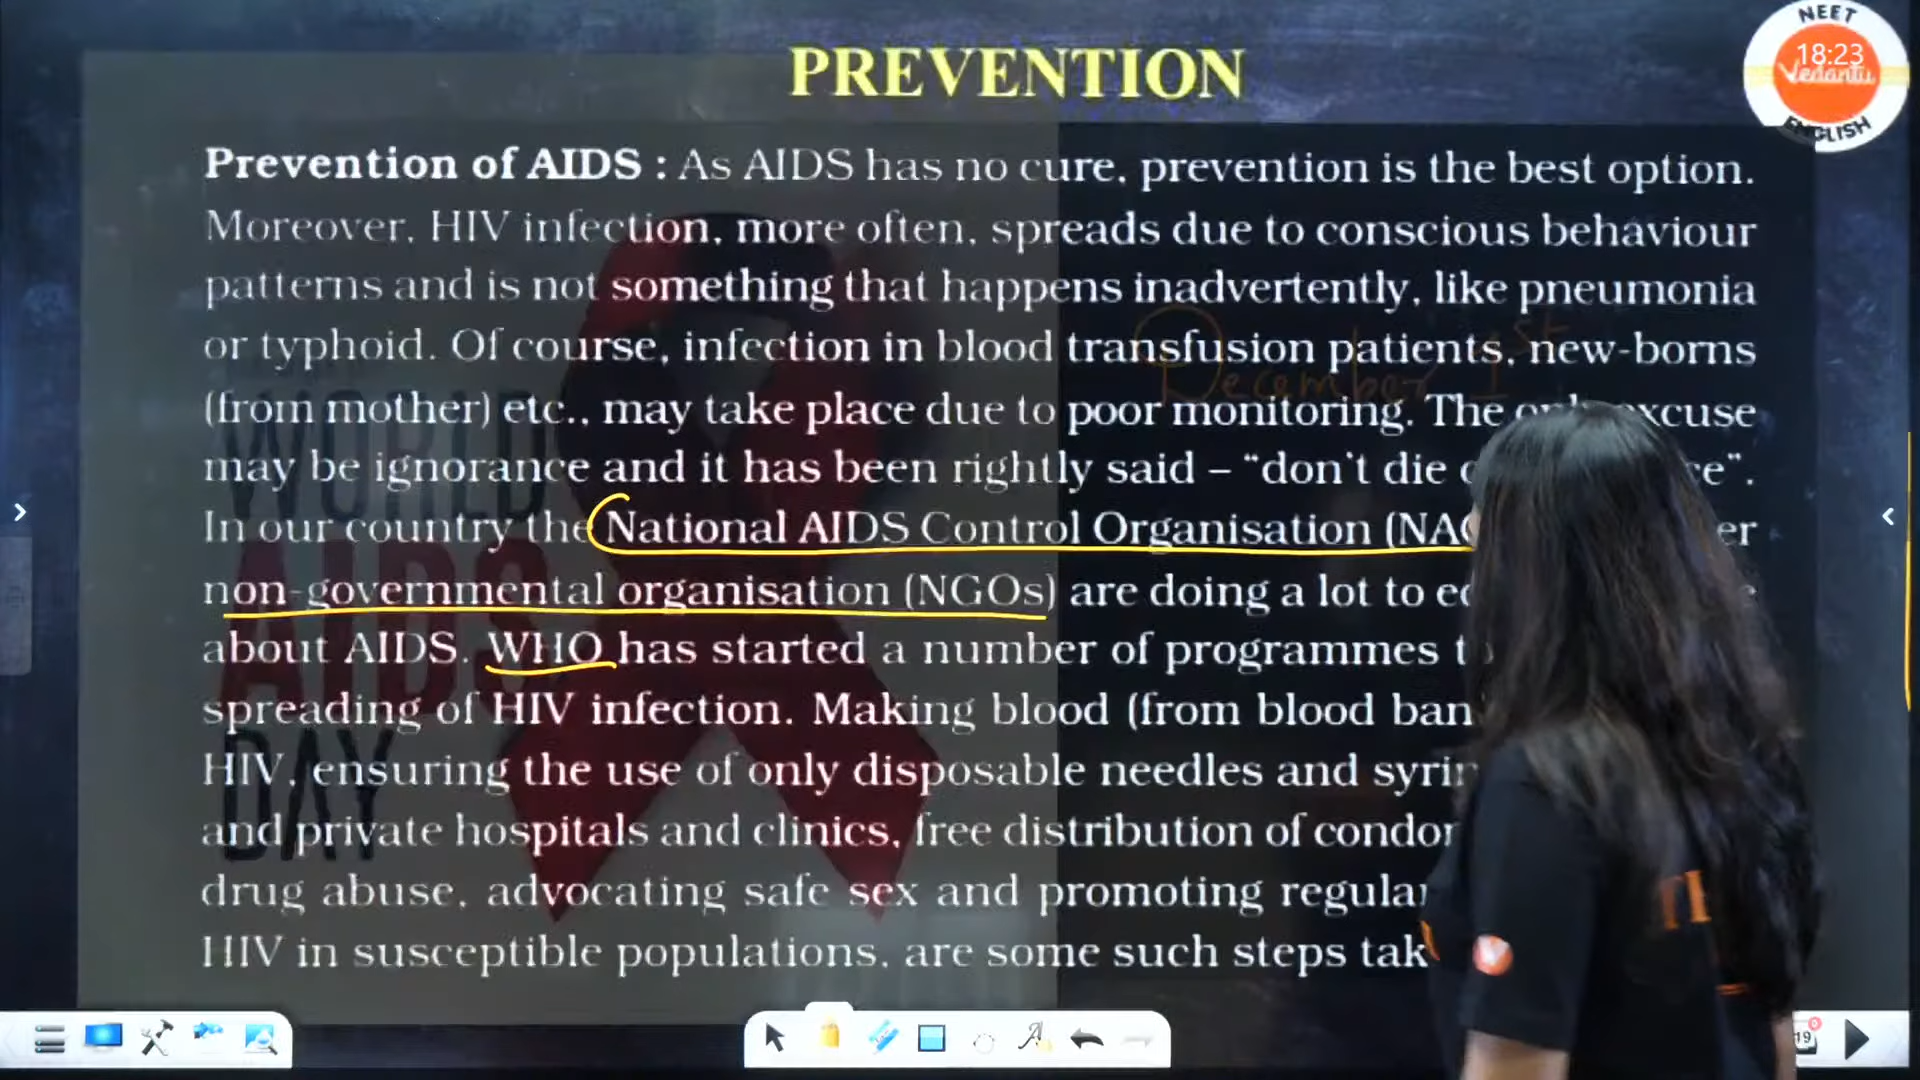 PREVENTION
NEET
18:23
Vedantu
ENGLISH
Prevention of AIDS : As AIDS has no cure, prevention is the best option.
Moreover, HIV infection, more often, spreads due to conscious behaviour
patterns and is not something that happens inadvertently, like pneumonia
or typhoid. Of course, infection in blood transfusion patients, new-borns
(from mother) etc., may take place due to poor monitoring. The
may be ignorance and it has been rightly said – “don’t die
In our country the National AIDS Control Organisation
non-governmental organisation (NGOs) are doing a lot to
about AIDS. WHO has started a number of programmes
spreading of HIV infection. Making blood (from blood
HIV, ensuring the use of only disposable needles and
and private hospitals and clinics, free distribution of
drug abuse, advocating safe sex and promoting
HIV in susceptible populations, are some such steps
December 1st
WORLD
AIDS
DAY
19